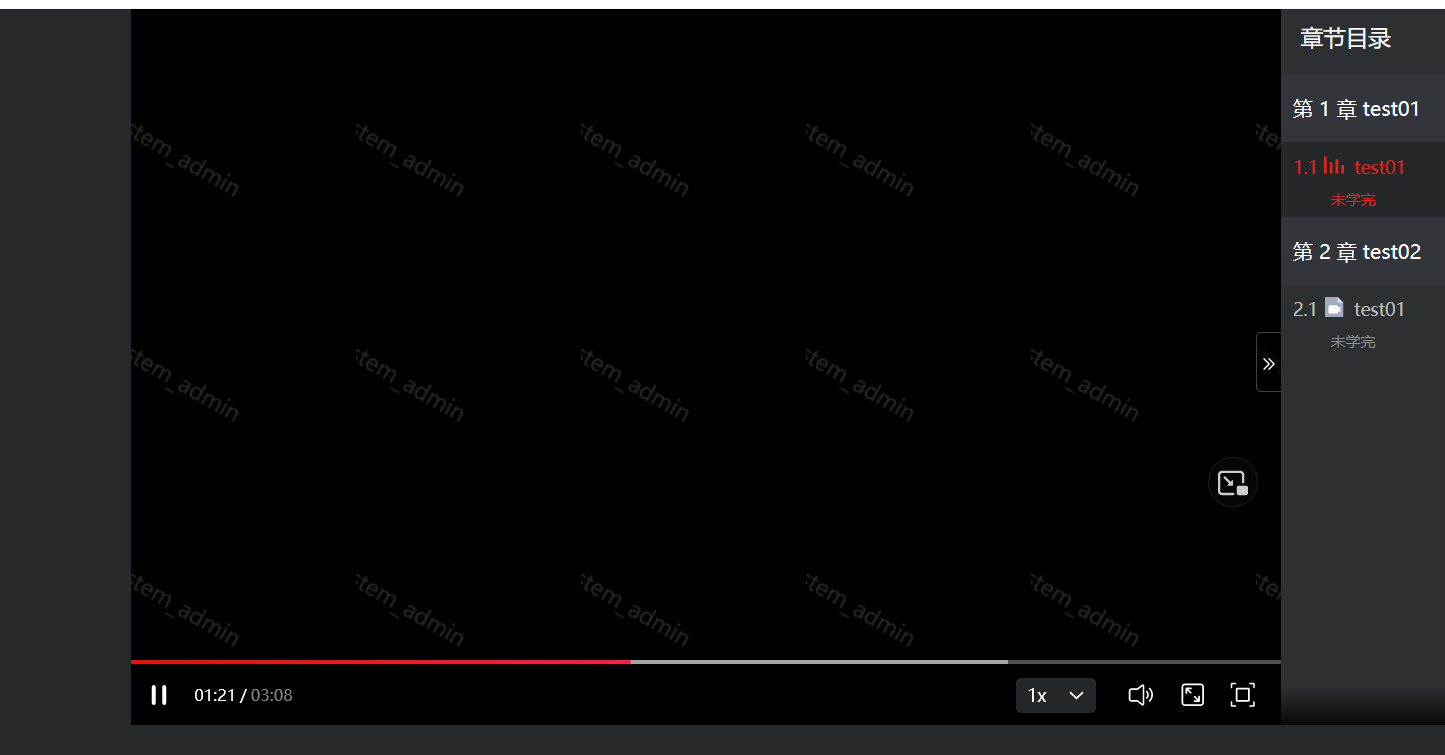 章节目录
第 1 章 test01
1.1 test01
未学完
第 2 章 test02
2.1 test01
未学完
stem_admin stem_admin stem_admin stem_admin stem_admin
stem_admin stem_admin stem_admin stem_admin stem_admin
stem_admin stem_admin stem_admin stem_admin stem_admin
01:21 / 03:08
1x